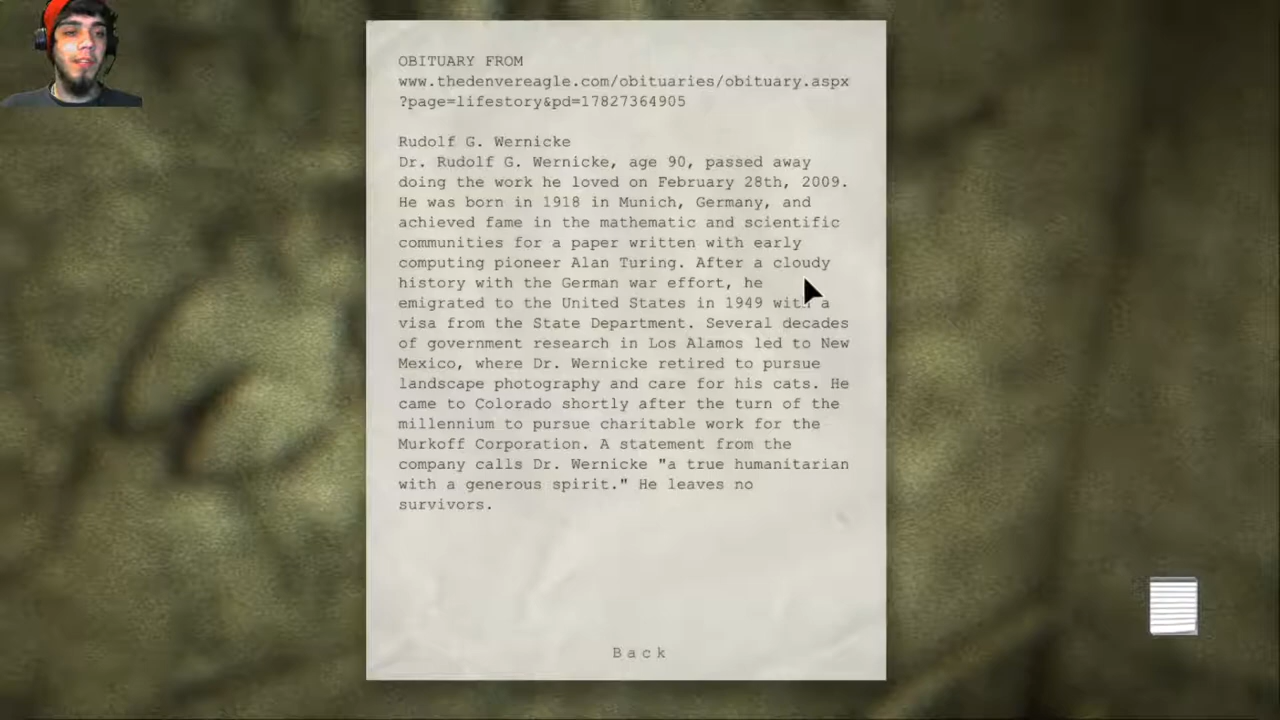 OBITUARY FROM
www.thedenvereagle.com/obituaries/obituary.aspx
?page=lifestory&pd=17827364905
Rudolf G. Wernicke
Dr. Rudolf G. Wernicke, age 90, passed away
doing the work he loved on February 28th, 2009.
He was born in 1918 in Munich, Germany, and
achieved fame in the mathematic and scientific
communities for a paper written with early
computing pioneer Alan Turing. After a cloudy
history with the German war effort, he
emigrated to the United States in 1949 with a
visa from the State Department. Several decades
of government research in Los Alamos led to New
Mexico, where Dr. Wernicke retired to pursue
landscape photography and care for his cats. He
came to Colorado shortly after the turn of the
millennium to pursue charitable work for the
Murkoff Corporation. A statement from the
company calls Dr. Wernicke "a true humanitarian
with a generous spirit." He leaves no
survivors.
Back